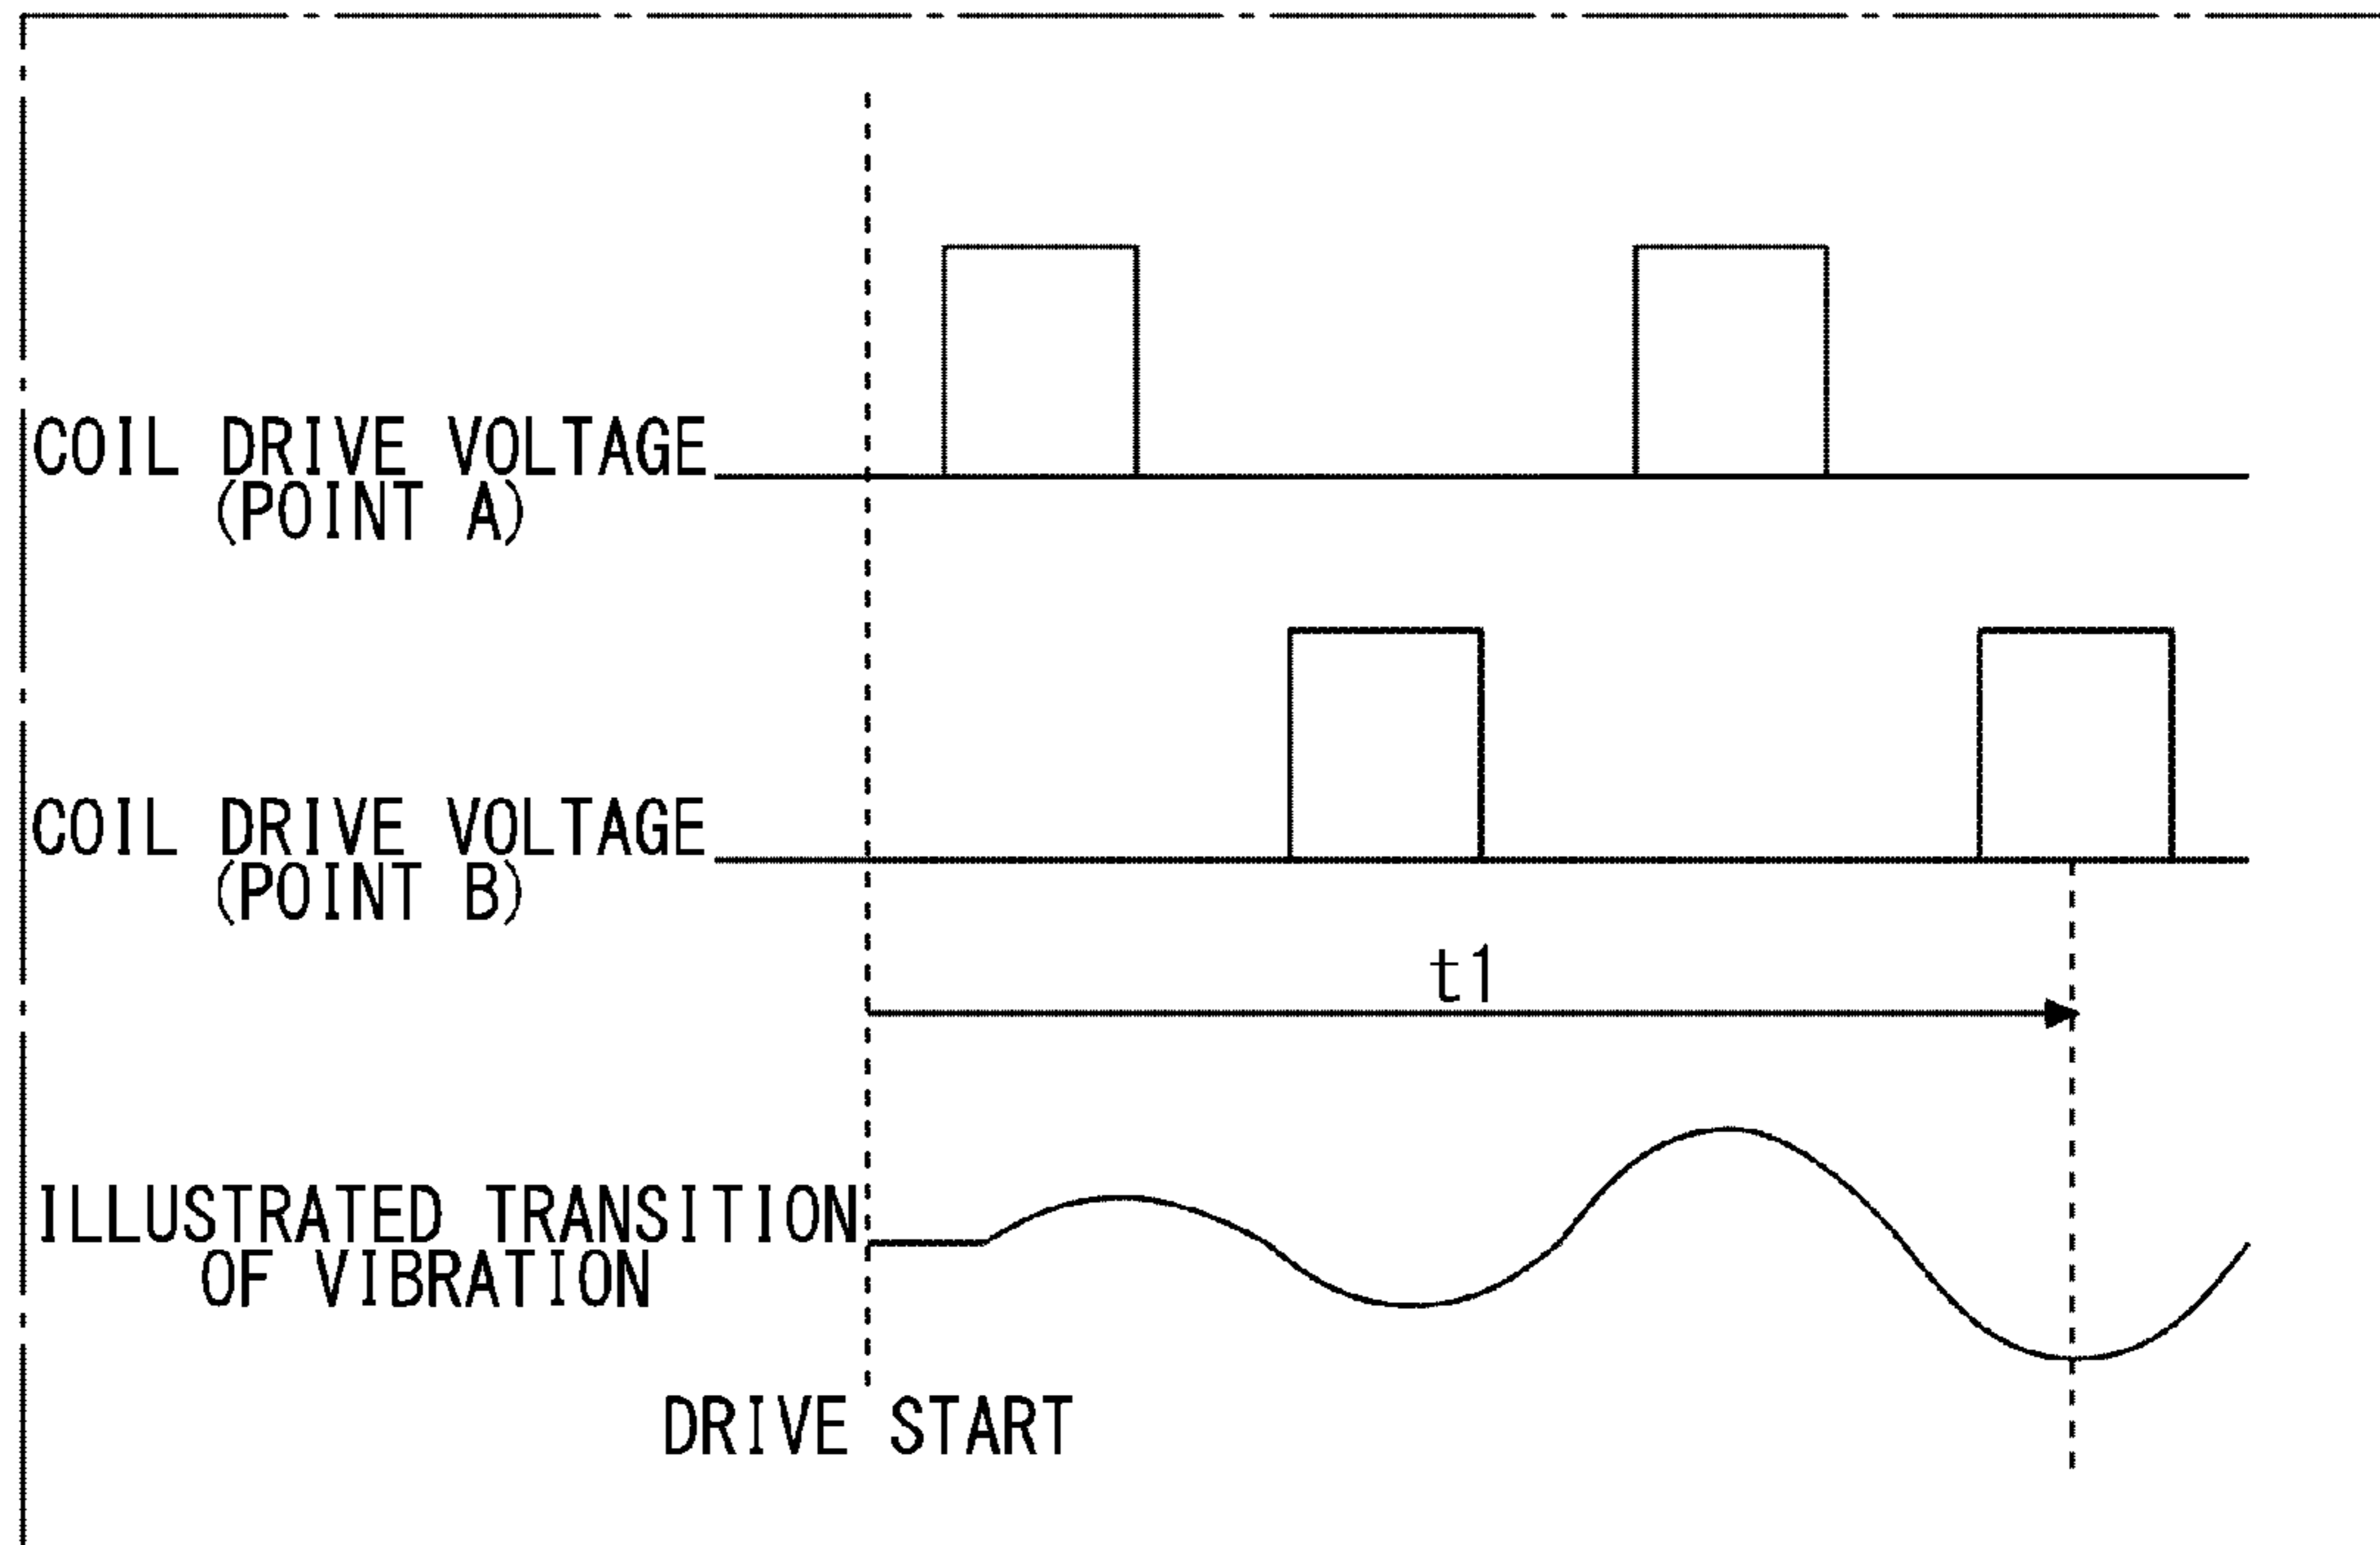 COIL DRIVE VOLTAGE
(POINT A)
COIL DRIVE VOLTAGE
(POINT B)
t1
ILLUSTRATED TRANSITION
OF VIBRATION
DRIVE START